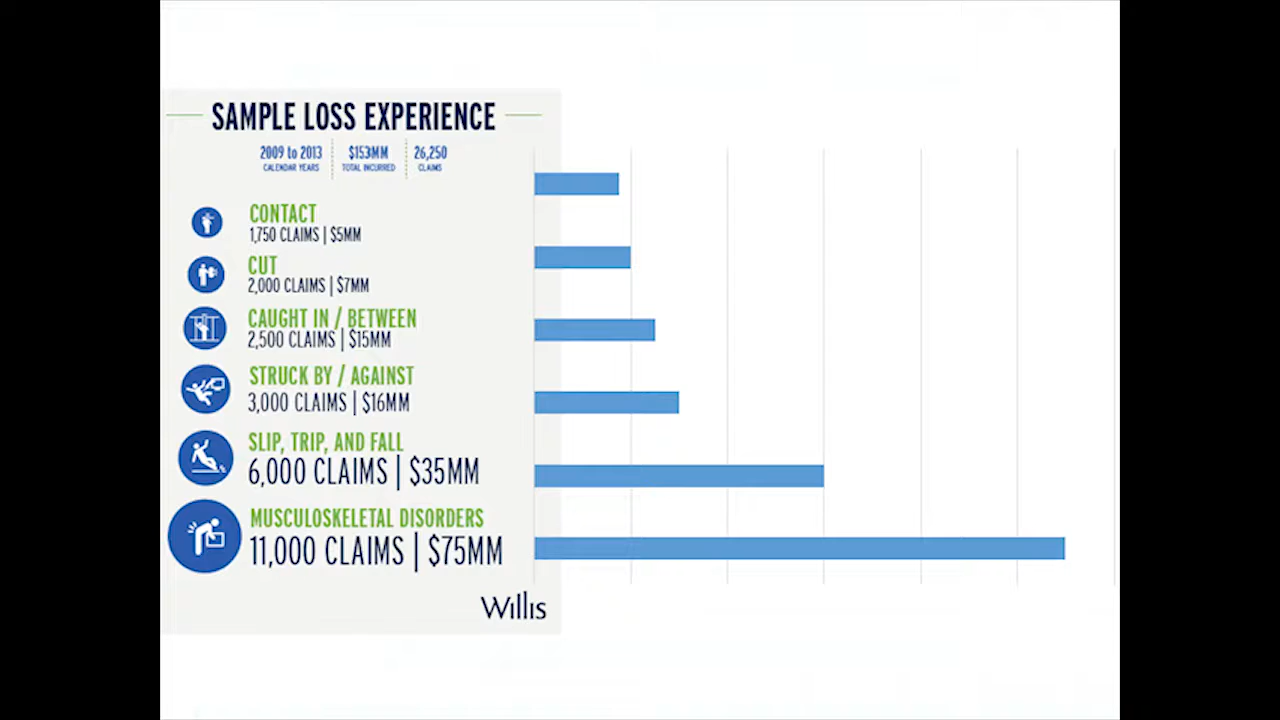 SAMPLE LOSS EXPERIENCE
2009 to 2013 $153MM 26,250
CALENDAR YEARS TOTAL INCURRED CLAIMS
CONTACT
1,750 CLAIMS | $5MM
CUT
2,000 CLAIMS | $7MM
CAUGHT IN / BETWEEN
2,500 CLAIMS | $15MM
STRUCK BY / AGAINST
3,000 CLAIMS | $16MM
SLIP, TRIP, AND FALL
6,000 CLAIMS | $35MM
MUSCULOSKELETAL DISORDERS
11,000 CLAIMS | $75MM
Willis